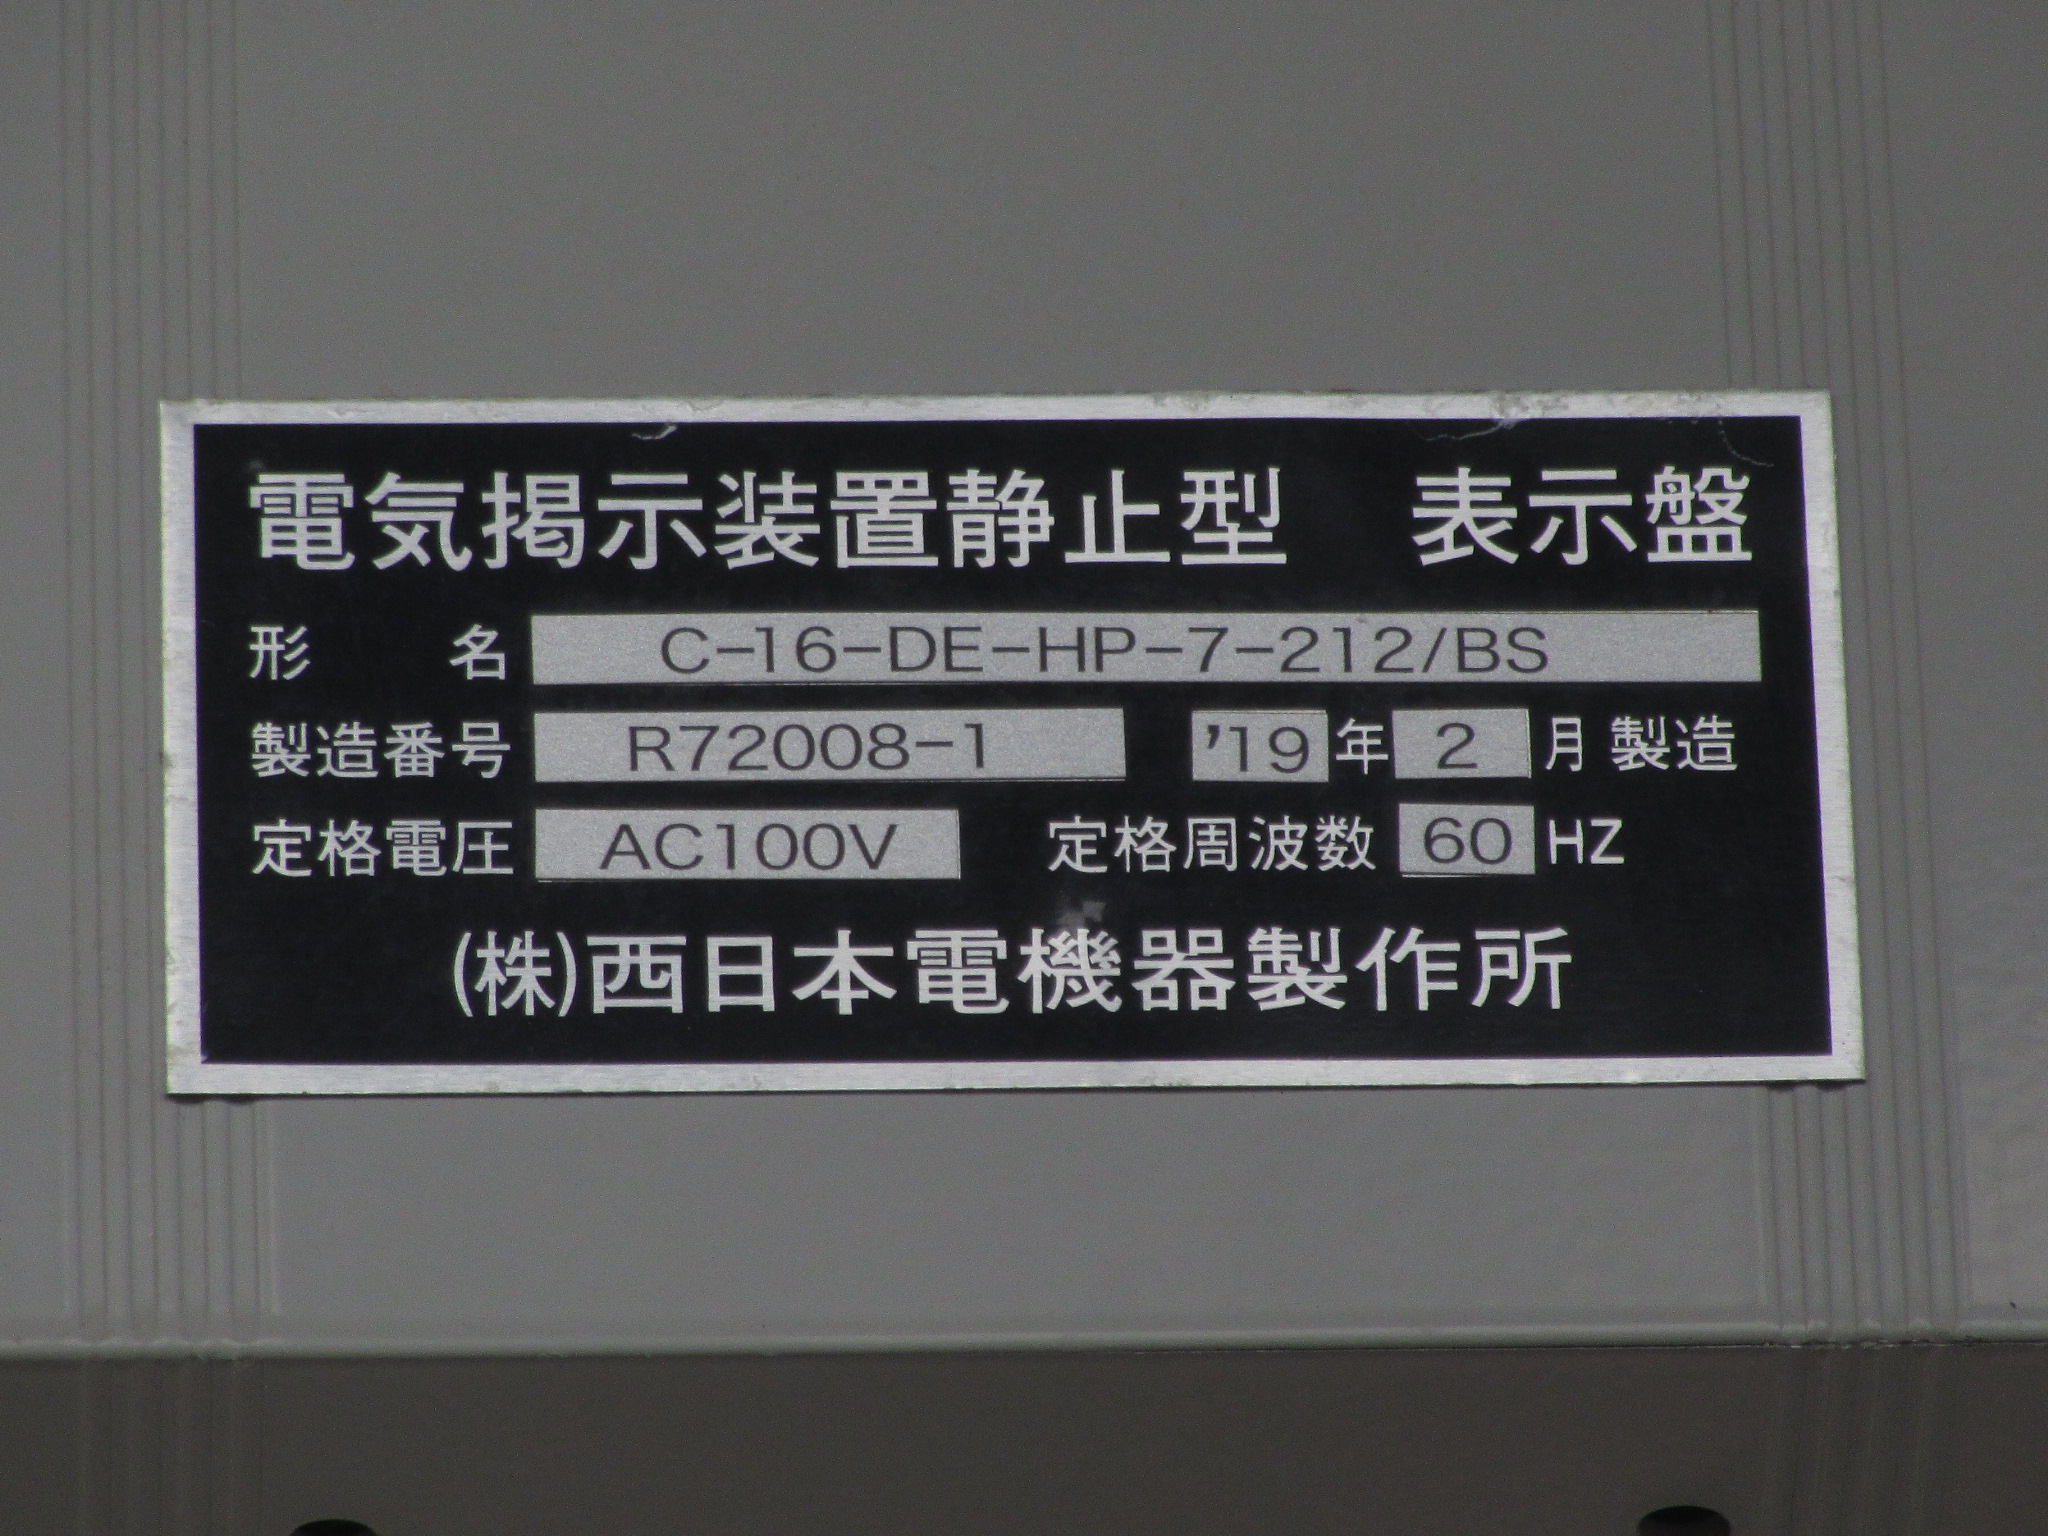 電気掲示装置静止型　表示盤
形　　名 C-16-DE-HP-7-212/BS
製造番号 R72008-1 '19 年 2 月 製造
定格電圧 AC100V 定格周波数 60 HZ
(株)西日本電機器製作所